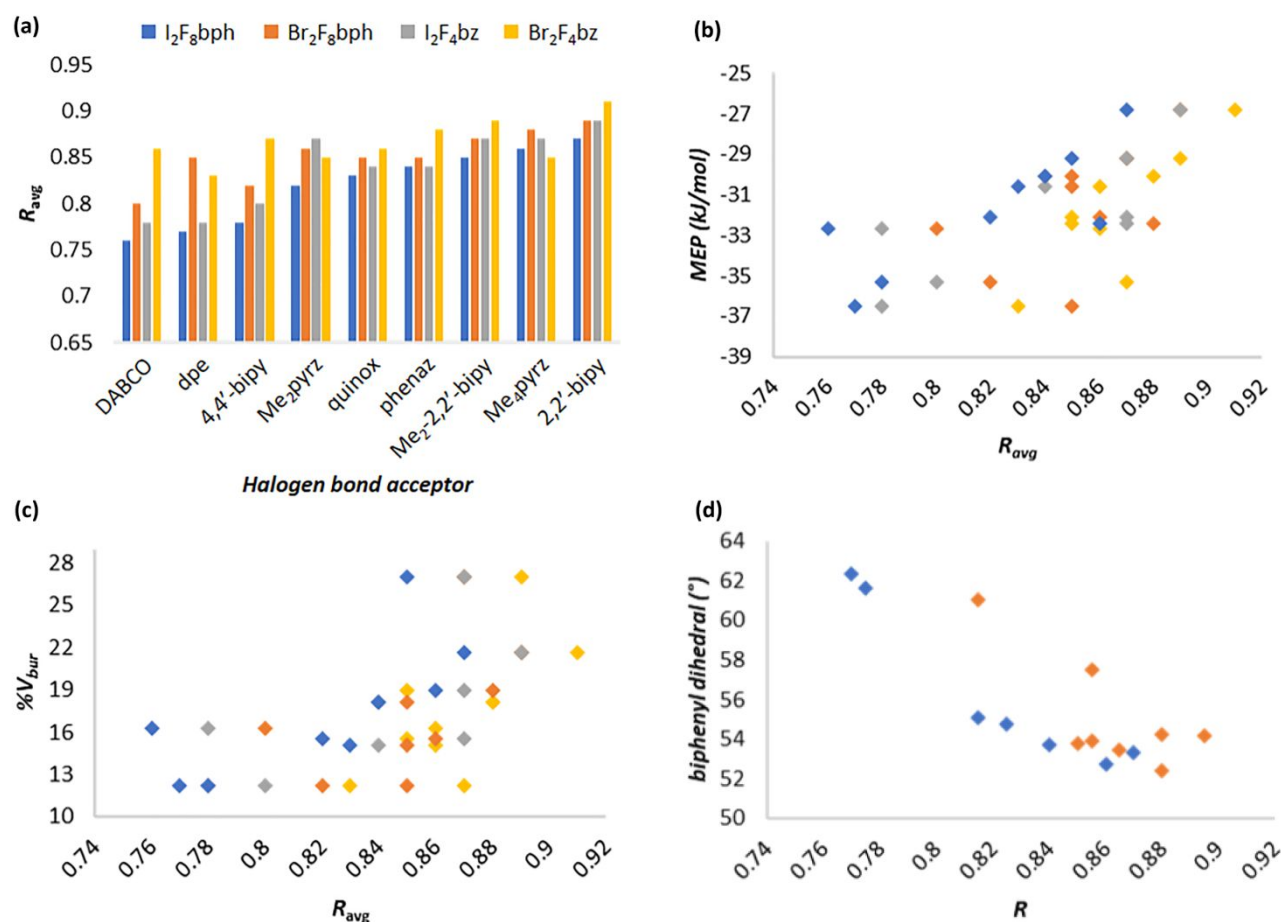 (a)
I₂F₈bph Br₂F₈bph I₂F₄bz Br₂F₄bz
0.95
0.9
0.85
0.8
0.75
0.7
0.65
Ravg
DABCO
dpe
4,4′-bipy
Me₂pyrz
quinox
phenaz
Me₂-2,2′-bipy
Me₄pyrz
2,2′-bipy
Halogen bond acceptor
(b)
-25
-27
-29
-31
-33
-35
-37
-39
MEP (kJ/mol)
0.74 0.76 0.78 0.8 0.82 0.84 0.86 0.88 0.9 0.92
Ravg
(c)
28
25
22
19
16
13
10
%Vbur
0.74 0.76 0.78 0.8 0.82 0.84 0.86 0.88 0.9 0.92
Ravg
(d)
64
62
60
58
56
54
52
50
biphenyl dihedral (°)
0.74 0.76 0.78 0.8 0.82 0.84 0.86 0.88 0.9 0.92
R